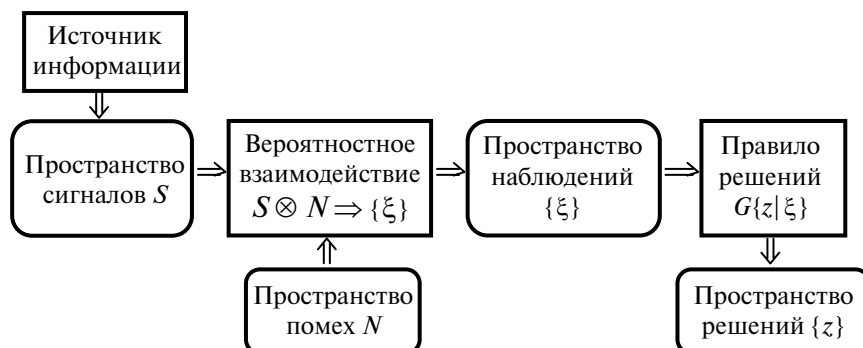 Источник
информации
Пространство
сигналов S
Вероятностное
взаимодействие
S ⊗ N ⇒ {ξ}
Пространство
наблюдений
{ξ}
Правило
решений
G{z|ξ}
Пространство
помех N
Пространство
решений {z}